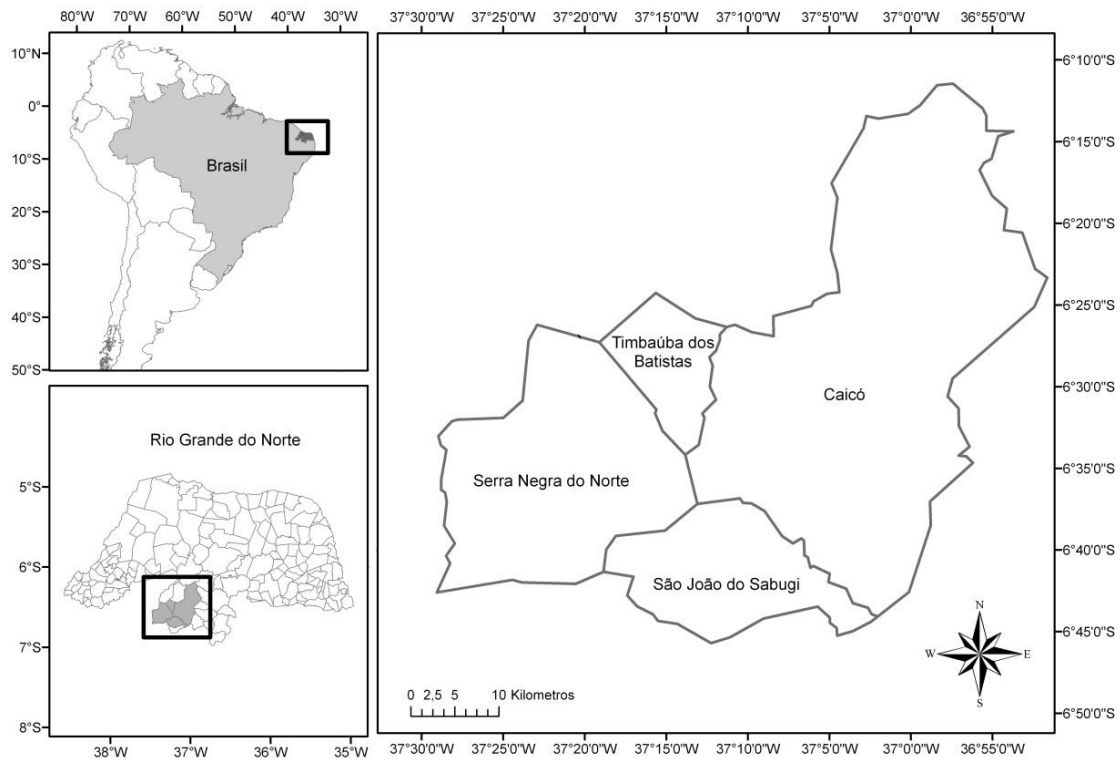 80°W 70°W 60°W 50°W 40°W 30°W
10°N
0°
10°S
20°S
30°S
40°S
50°S
Brasil
Rio Grande do Norte
5°S
6°S
7°S
8°S
38°W 37°W 36°W 35°W
37°30'0"W 37°25'0"W 37°20'0"W 37°15'0"W 37°10'0"W 37°5'0"W 37°0'0"W 36°55'0"W
6°10'0"S
6°15'0"S
6°20'0"S
6°25'0"S
6°30'0"S
6°35'0"S
6°40'0"S
6°45'0"S
6°50'0"S
Timbaúba dos
Batistas
Caicó
Serra Negra do Norte
São João do Sabugi
N
W E
S
0 2,5 5 10 Kilometros
37°30'0"W 37°25'0"W 37°20'0"W 37°15'0"W 37°10'0"W 37°5'0"W 37°0'0"W 36°55'0"W